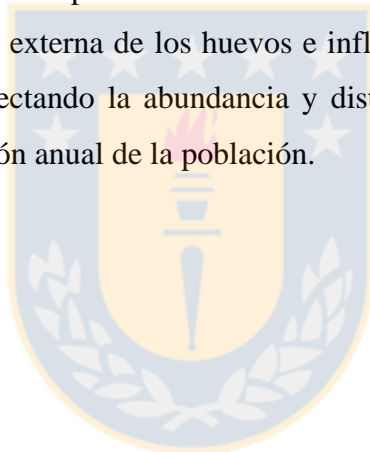 externa de los huevos e infl
ectando la abundancia y dist
ón anual de la población.